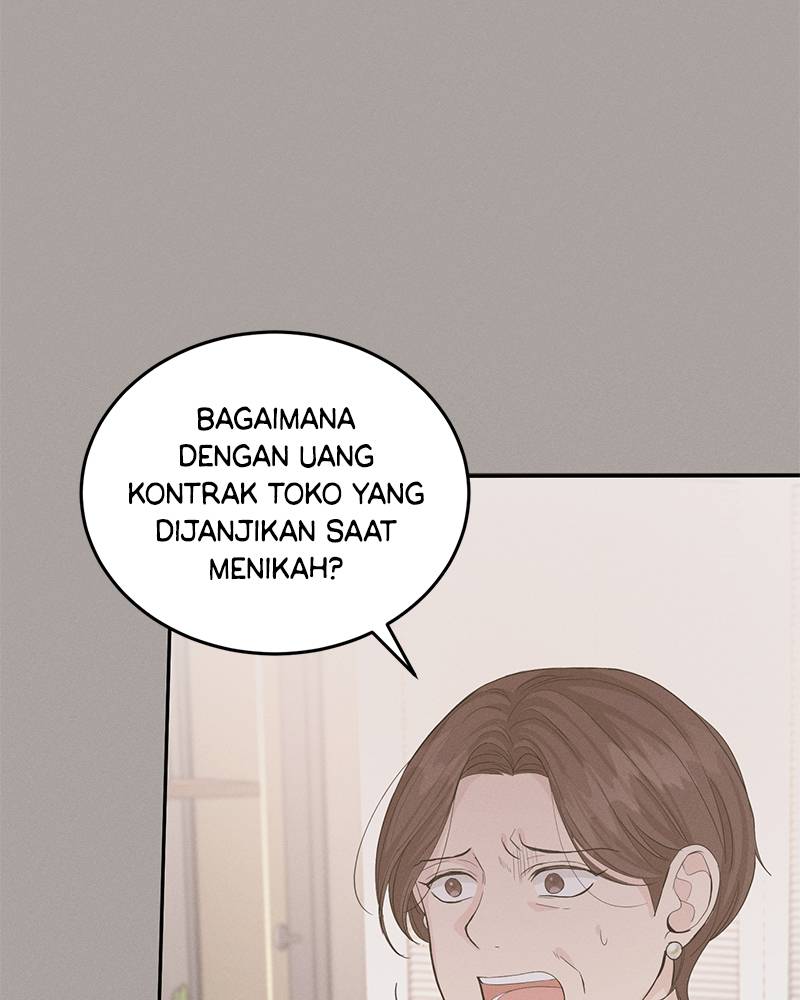 BAGAIMANA
DENGAN UANG
KONTRAK TOKO YANG
DIJANJIKAN SAAT
MENIKAH?